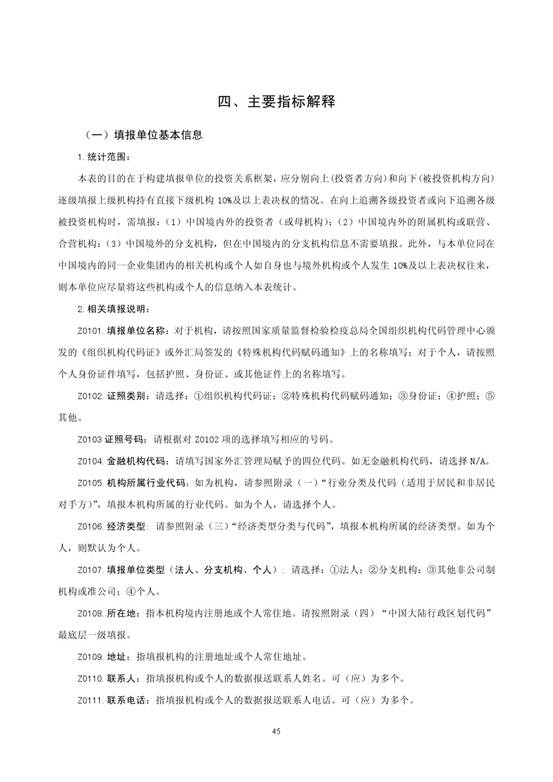 四、主要指标解释
（一）填报单位基本信息
1.统计范围：
本表的目的在于构建填报单位的投资关系框架，应分别向上(投资者方向)和向下(被投资机构方向)
逐级填报上级机构持有直接下级机构 10%及以上表决权的情况。在向上追溯各级投资者或向下追溯各级
被投资机构时，需填报：(1）中国境内外的投资者（或母机构）；(2）中国境内外的附属机构或联营、
合营机构；(3）中国境外的分支机构，但在中国境内的分支机构信息不需要填报。此外，与本单位同在
中国境内的同一企业集团内的相关机构或个人如自身也与境外机构或个人发生 10%及以上表决权往来，
则本单位应尽量将这些机构或个人的信息纳入本表统计。
2.相关填报说明：
Z0101.填报单位名称：对于机构，请按照国家质量监督检验检疫总局全国组织机构代码管理中心颁
发的《组织机构代码证》或外汇局签发的《特殊机构代码赋码通知》上的名称填写；对于个人，请按照
个人身份证件填写，包括护照、身份证、或其他证件上的名称填写。
Z0102.证照类别：请选择：①组织机构代码证；②特殊机构代码赋码通知；③身份证；④护照；⑤
其他。
Z0103 证照号码：请根据对 Z0102 项的选择填写相应的号码。
Z0104.金融机构代码：请填写国家外汇管理局赋予的四位代码。如无金融机构代码，请选择 N/A。
Z0105.机构所属行业代码：如为机构，请参照附录（一）“行业分类及代码（适用于居民和非居民
对手方）”，填报本机构所属的行业代码。如为个人，请选择个人。
Z0106.经济类型：请参照附录（三）“经济类型分类与代码”，填报本机构所属的经济类型。如为个
人，则默认为个人。
Z0107.填报单位类型（法人、分支机构、个人）：请选择：①法人；②分支机构；③其他非公司制
机构或准公司；④个人。
Z0108.所在地：指本机构境内注册地或个人常住地。请按照附录（四）“中国大陆行政区划代码”
最底层一级填报。
Z0109.地址：指填报机构的注册地址或个人常住地址。
Z0110.联系人：指填报机构或个人的数据报送联系人姓名。可（应）为多个。
Z0111.联系电话：指填报机构或个人的数据报送联系人电话。可（应）为多个。
45